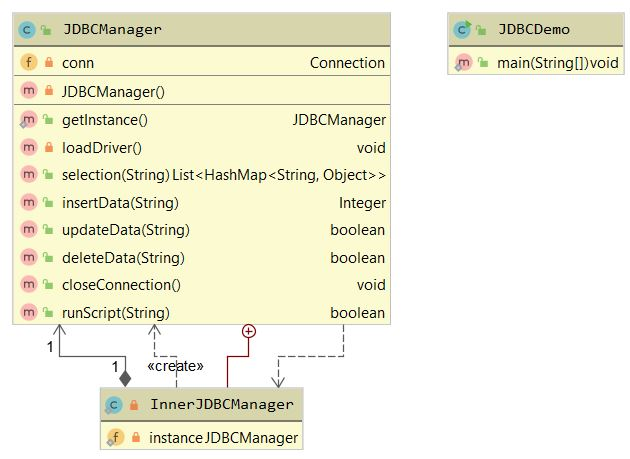 JDBCManager
conn Connection
JDBCManager()
getInstance() JDBCManager
loadDriver() void
selection(String) List<HashMap<String, Object>>
insertData(String) Integer
updateData(String) boolean
deleteData(String) boolean
closeConnection() void
runScript(String) boolean
1
1 «create»
InnerJDBCManager
instance JDBCManager
JDBCDemo
main(String[]) void